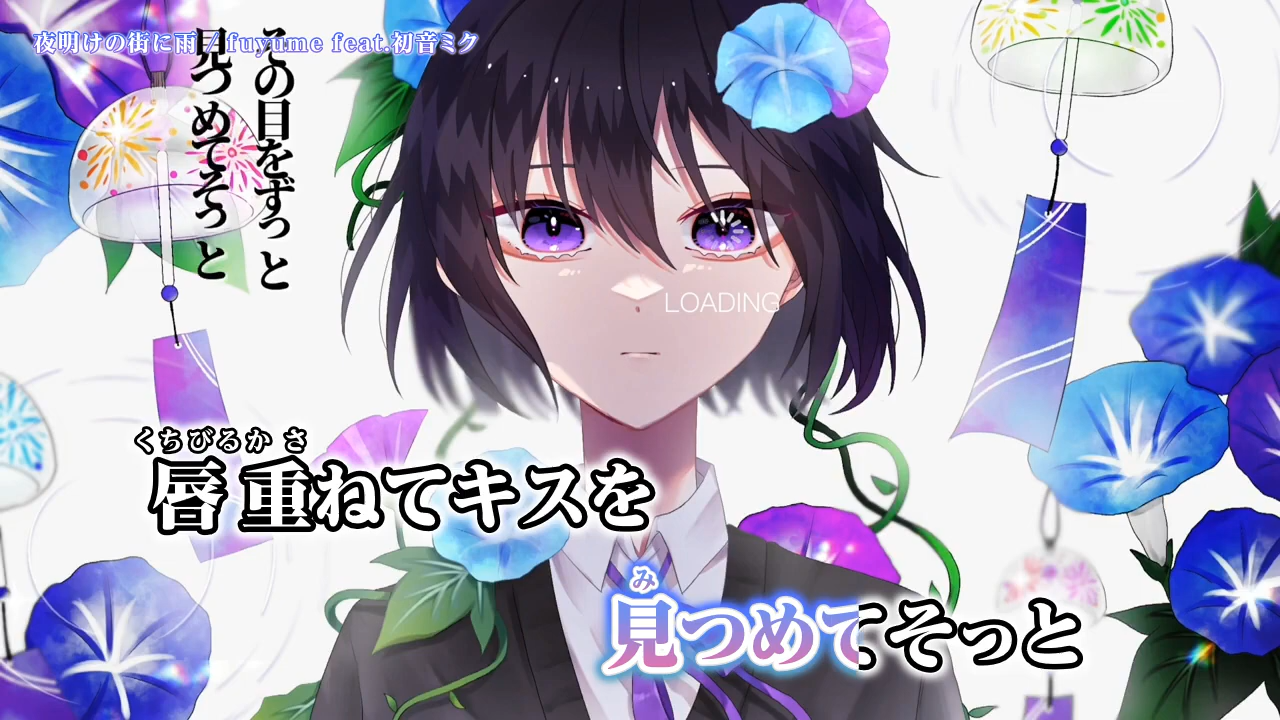 夜明けの街に雨 / fuyume feat.初音ミク
その目をずっと
見つめてそっと
LOADING
くちびるかさ
唇重ねてキスを
み
見つめてそっと